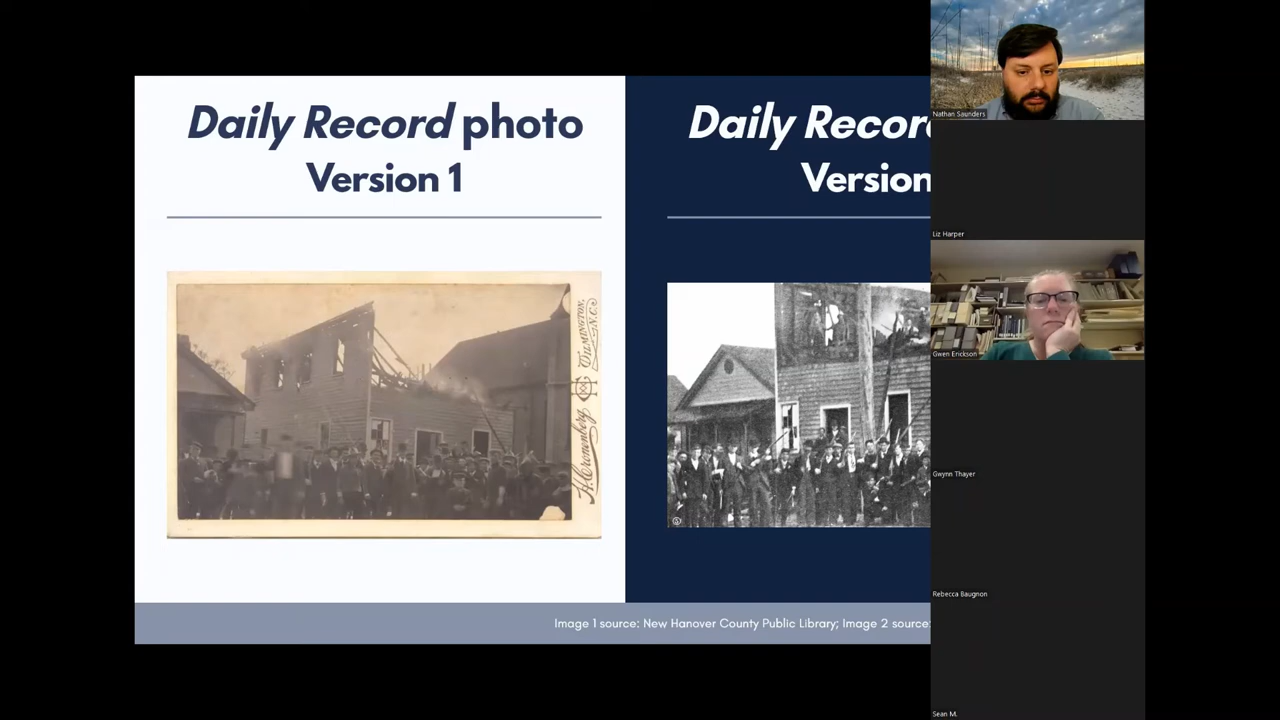 Daily Record photo
Version 1
H. Cronenberg
Wilmington, N.C.
Daily Recor
Version
Image 1 source: New Hanover County Public Library; Image 2 source:
Nathan Saunders
Liz Harper
Gwen Erickson
Gwynn Thayer
Rebecca Baugnon
Sean M.